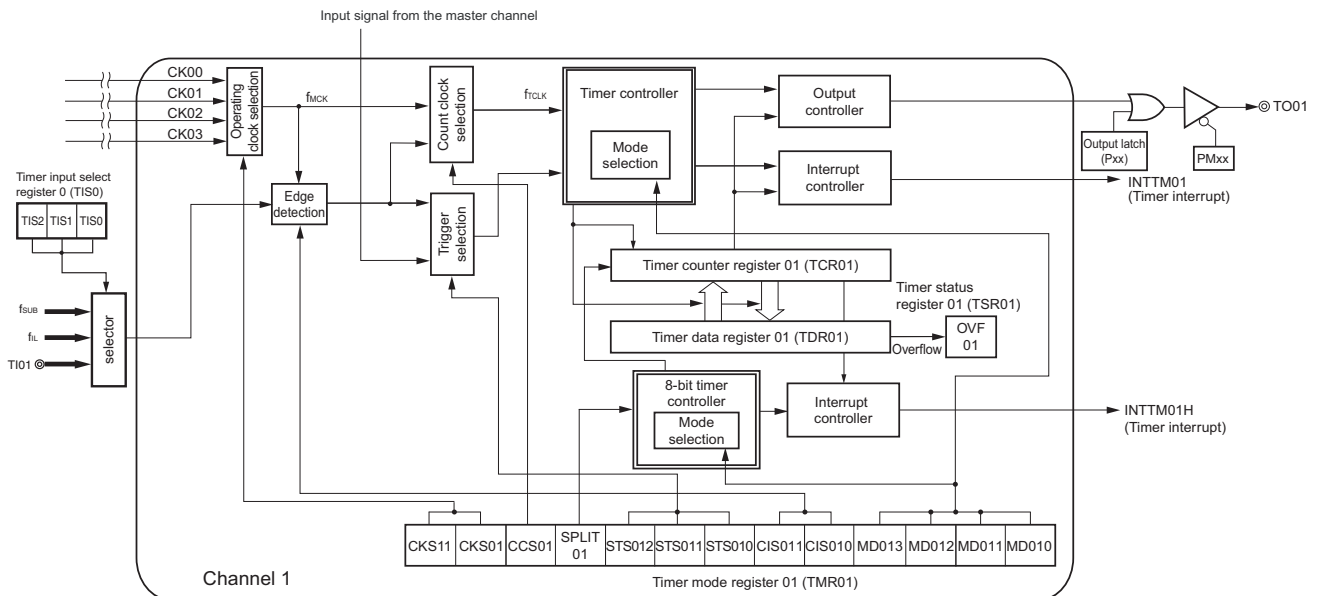 Input signal from the master channel
CK00
CK01
CK02
CK03
Operating
clock selection
fMCK
Count clock
selection
fTCLK
Timer controller
Mode
selection
Output
controller
TO01
Output latch
(Pxx)
PMxx
Interrupt
controller
INTTM01
(Timer interrupt)
Timer input select
register 0 (TIS0)
TIS2
TIS1
TIS0
Edge
detection
Trigger
selection
fSUB
fIL
TI01
selector
Timer counter register 01 (TCR01)
Timer status
register 01 (TSR01)
Timer data register 01 (TDR01)
Overflow
OVF
01
8-bit timer
controller
Mode
selection
Interrupt
controller
INTTM01H
(Timer interrupt)
CKS11
CKS01
CCS01
SPLIT
01
STS012
STS011
STS010
CIS011
CIS010
MD013
MD012
MD011
MD010
Channel 1
Timer mode register 01 (TMR01)